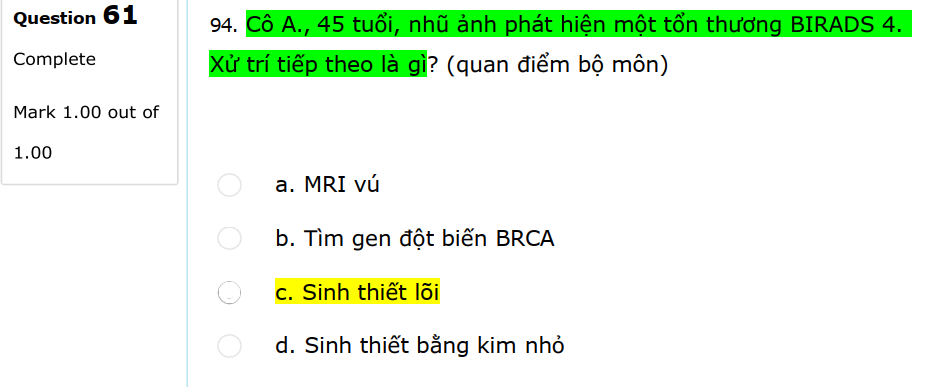 Question 61
Complete
Mark 1.00 out of
1.00
94. Cô A., 45 tuổi, nhũ ảnh phát hiện một tổn thương BIRADS 4.
Xử trí tiếp theo là gì? (quan điểm bộ môn)
a. MRI vú
b. Tìm gen đột biến BRCA
c. Sinh thiết lõi
d. Sinh thiết bằng kim nhỏ